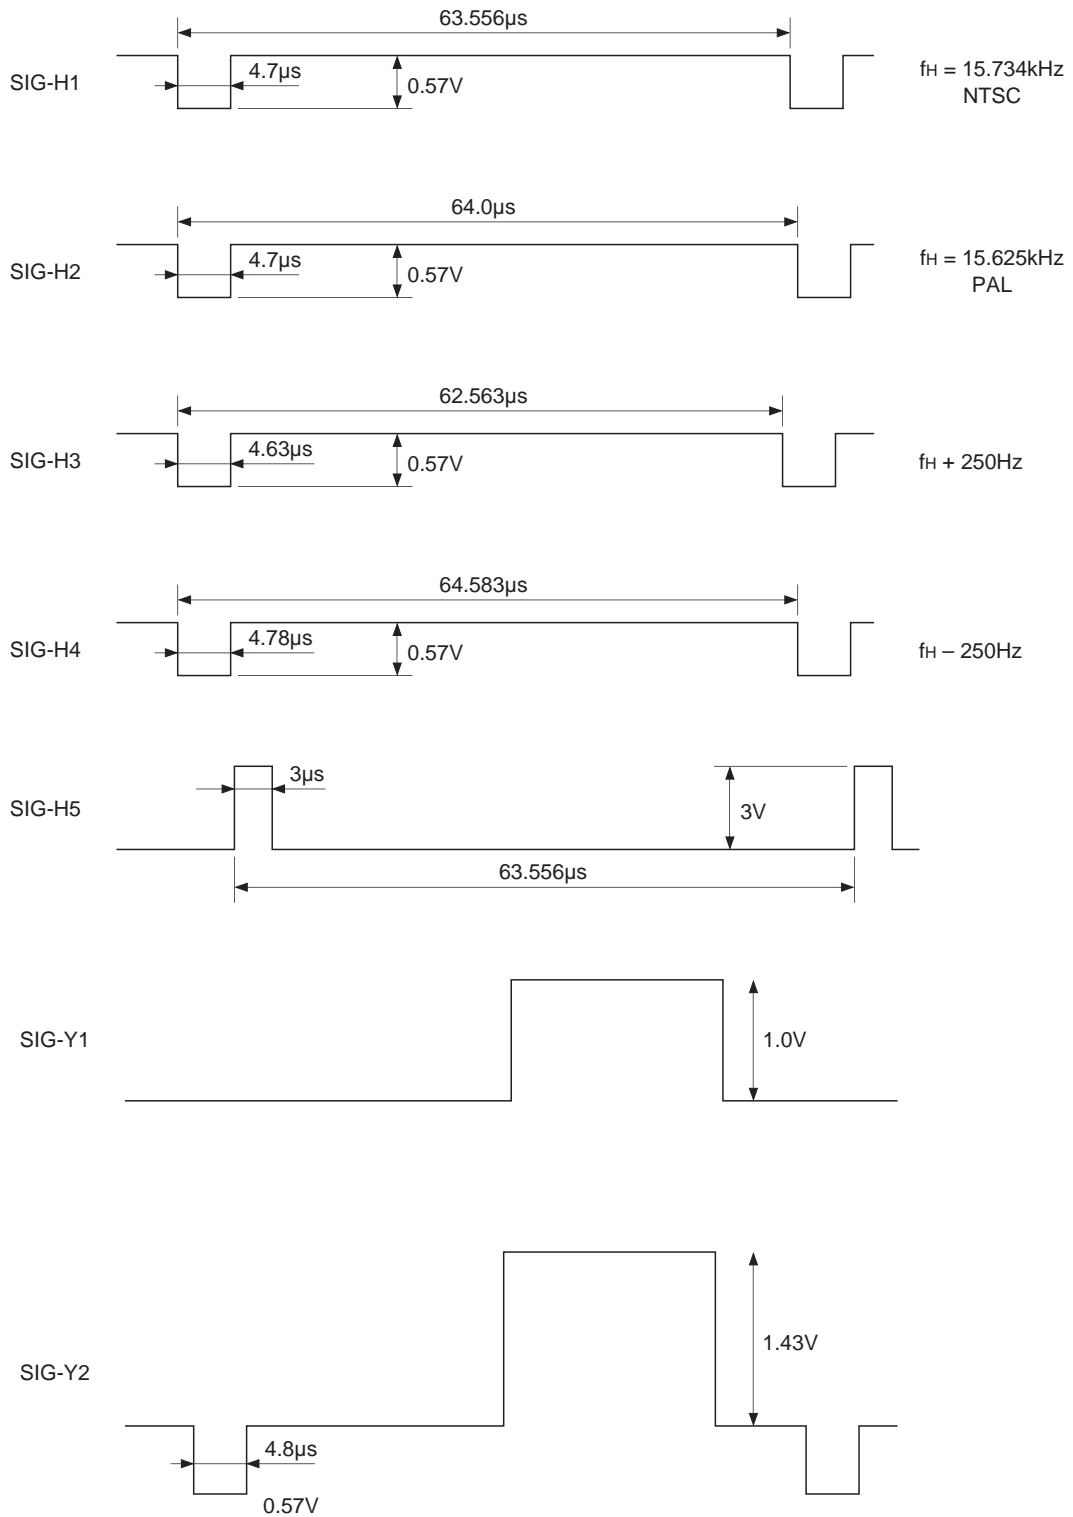 63.556µs
SIG-H1
4.7µs
0.57V
fH = 15.734kHz
NTSC
64.0µs
SIG-H2
4.7µs
0.57V
fH = 15.625kHz
PAL
62.563µs
SIG-H3
4.63µs
0.57V
fH + 250Hz
64.583µs
SIG-H4
4.78µs
0.57V
fH – 250Hz
SIG-H5
3µs
3V
63.556µs
SIG-Y1
1.0V
SIG-Y2
1.43V
4.8µs
0.57V